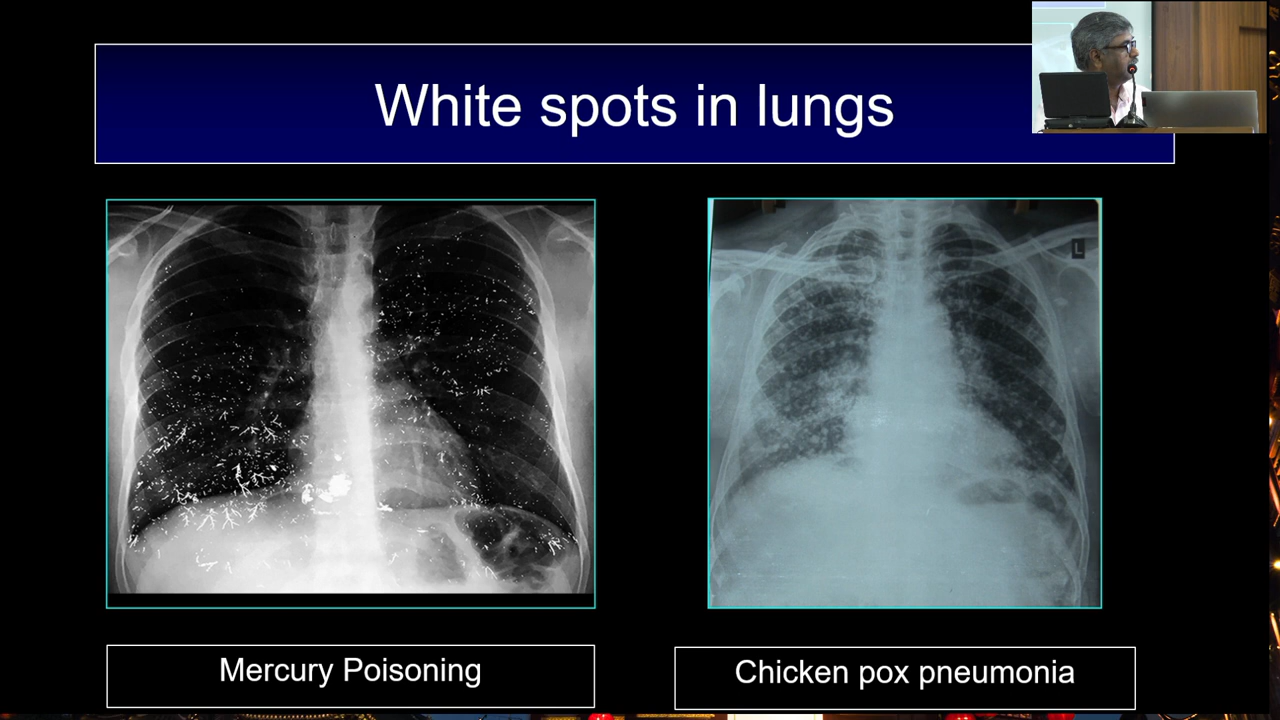 White spots in lungs
L
Mercury Poisoning
Chicken pox pneumonia